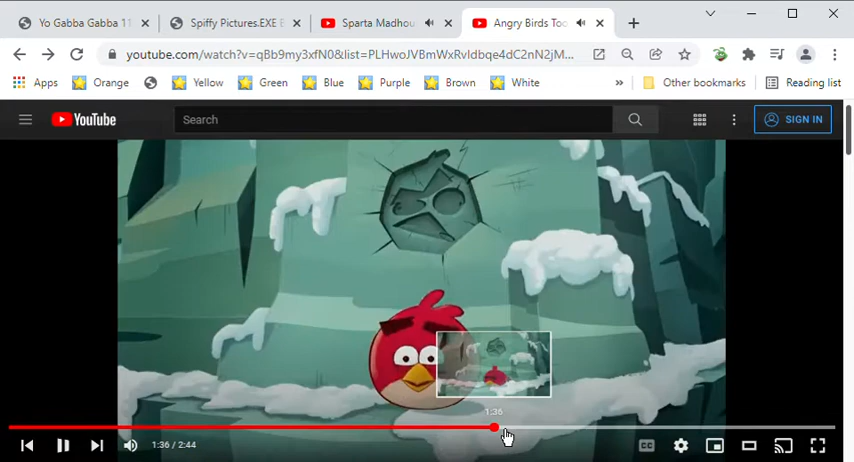 Yo Gabba Gabba 11
Spiffy Pictures.EXE E
Sparta Madhou
Angry Birds Too
youtube.com/watch?v=qBb9my3xfN0&list=PLHwoJVBmWxRvIdbqe4dC2nN2jM...
Apps
Orange
Yellow
Green
Blue
Purple
Brown
White
»
Other bookmarks
Reading list
YouTube
Search
SIGN IN
1:36
1:36 / 2:44
CC